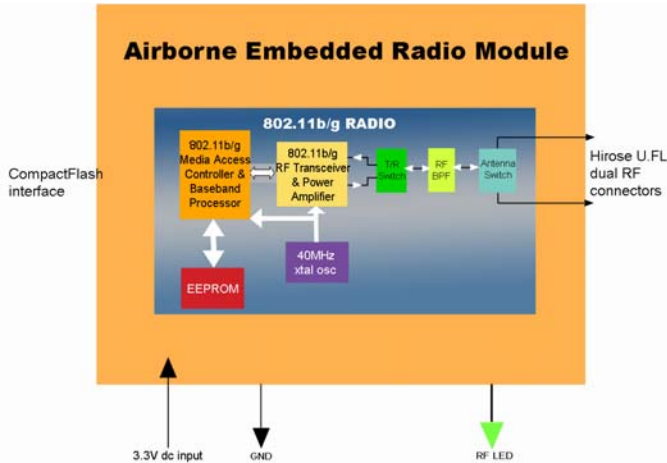 Airborne Embedded Radio Module
802.11b/g RADIO
802.11b/g
Media Access
Controller &
Baseband
Processor
802.11b/g
RF Transceiver
& Power
Amplifier
T/R
Switch
RF
BPF
Antenna
Switch
CompactFlash
interface
Hirose U.FL
dual RF
connectors
40MHz
xtal osc
EEPROM
3.3V dc input
GND
RF LED